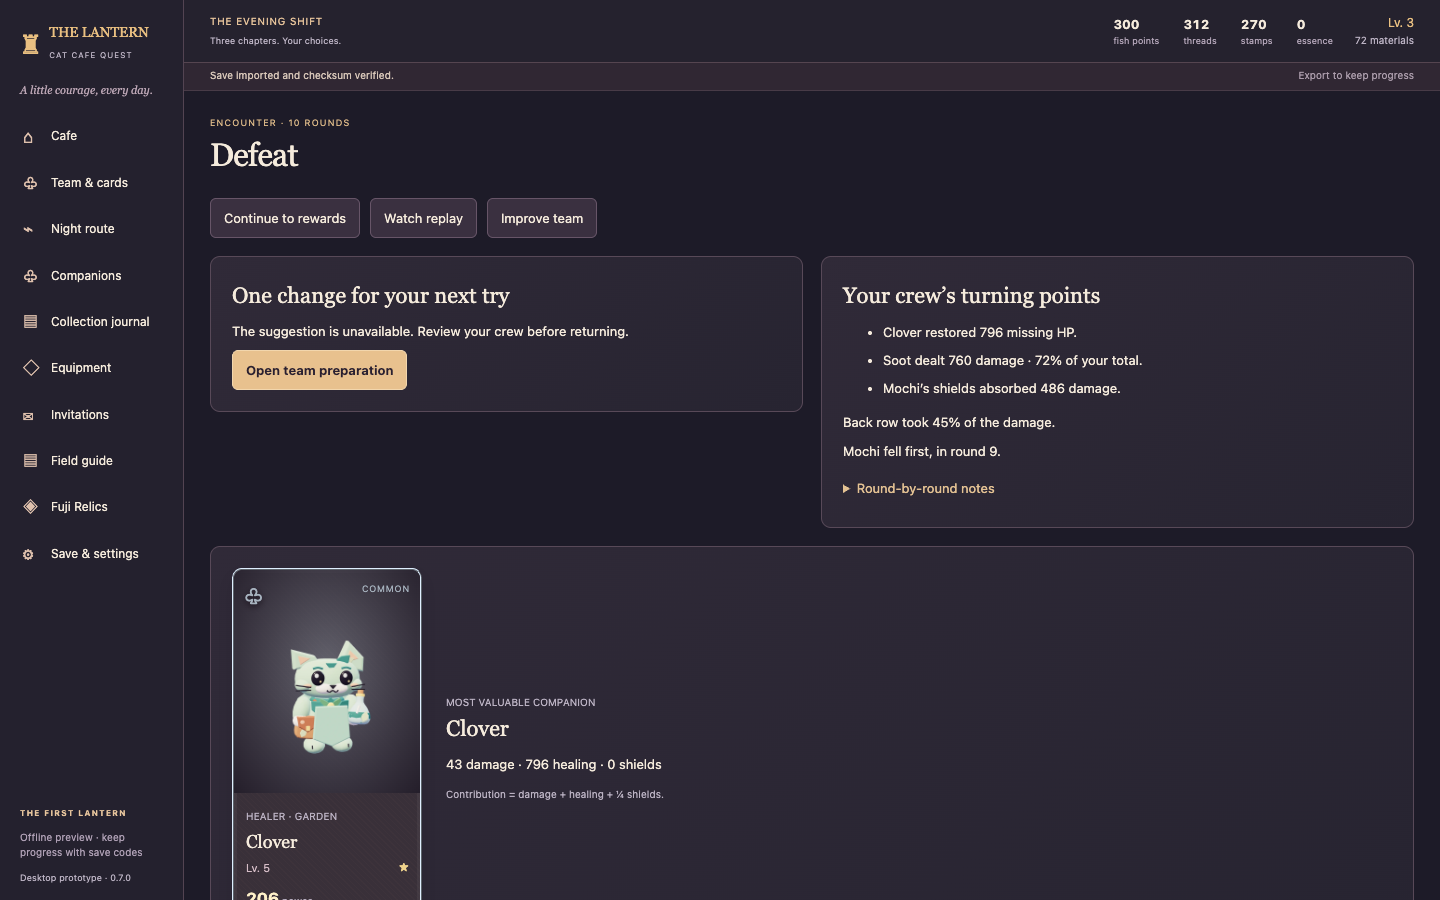 THE LANTERN
CAT CAFE QUEST
A little courage, every day.
Cafe
Team & cards
Night route
Companions
Collection journal
Equipment
Invitations
Field guide
Fuji Relics
Save & settings
THE FIRST LANTERN
Offline preview · keep
progress with save codes
Desktop prototype · 0.7.0
THE EVENING SHIFT
Three chapters. Your choices.
300
fish points
312
threads
270
stamps
0
essence
Lv. 3
72 materials
Save imported and checksum verified.
Export to keep progress
ENCOUNTER · 10 ROUNDS
Defeat
Continue to rewards
Watch replay
Improve team
One change for your next try
The suggestion is unavailable. Review your crew before returning.
Open team preparation
Your crew’s turning points
• Clover restored 796 missing HP.
• Soot dealt 760 damage · 72% of your total.
• Mochi’s shields absorbed 486 damage.
Back row took 45% of the damage.
Mochi fell first, in round 9.
Round-by-round notes
COMMON
HEALER · GARDEN
Clover
Lv. 5
206
MOST VALUABLE COMPANION
Clover
43 damage · 796 healing · 0 shields
Contribution = damage + healing + ¼ shields.